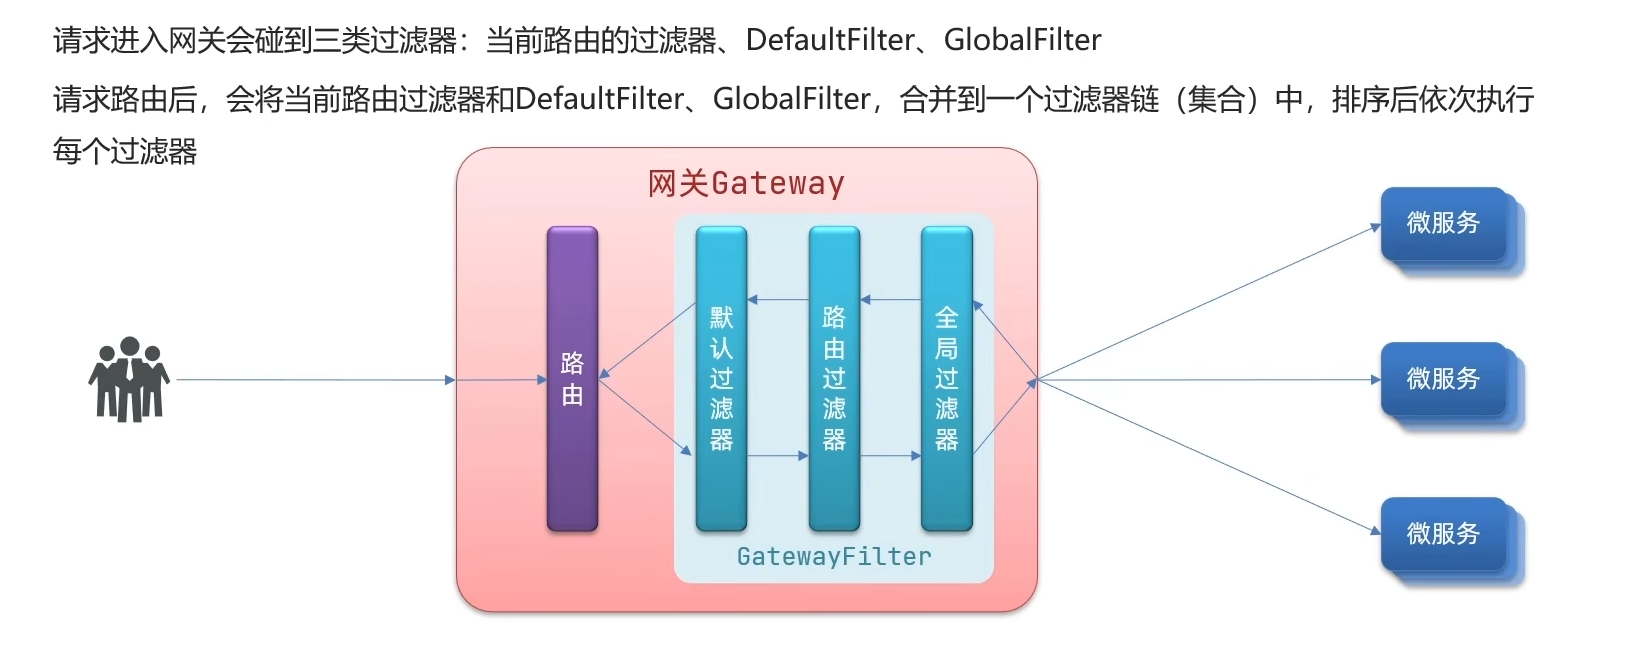 请求进入网关会碰到三类过滤器：当前路由的过滤器、DefaultFilter、GlobalFilter
请求路由后，会将当前路由过滤器和DefaultFilter、GlobalFilter，合并到一个过滤器链（集合）中，排序后依次执行
每个过滤器
网关Gateway
路由
默认过滤器
路由过滤器
全局过滤器
GatewayFilter
微服务
微服务
微服务